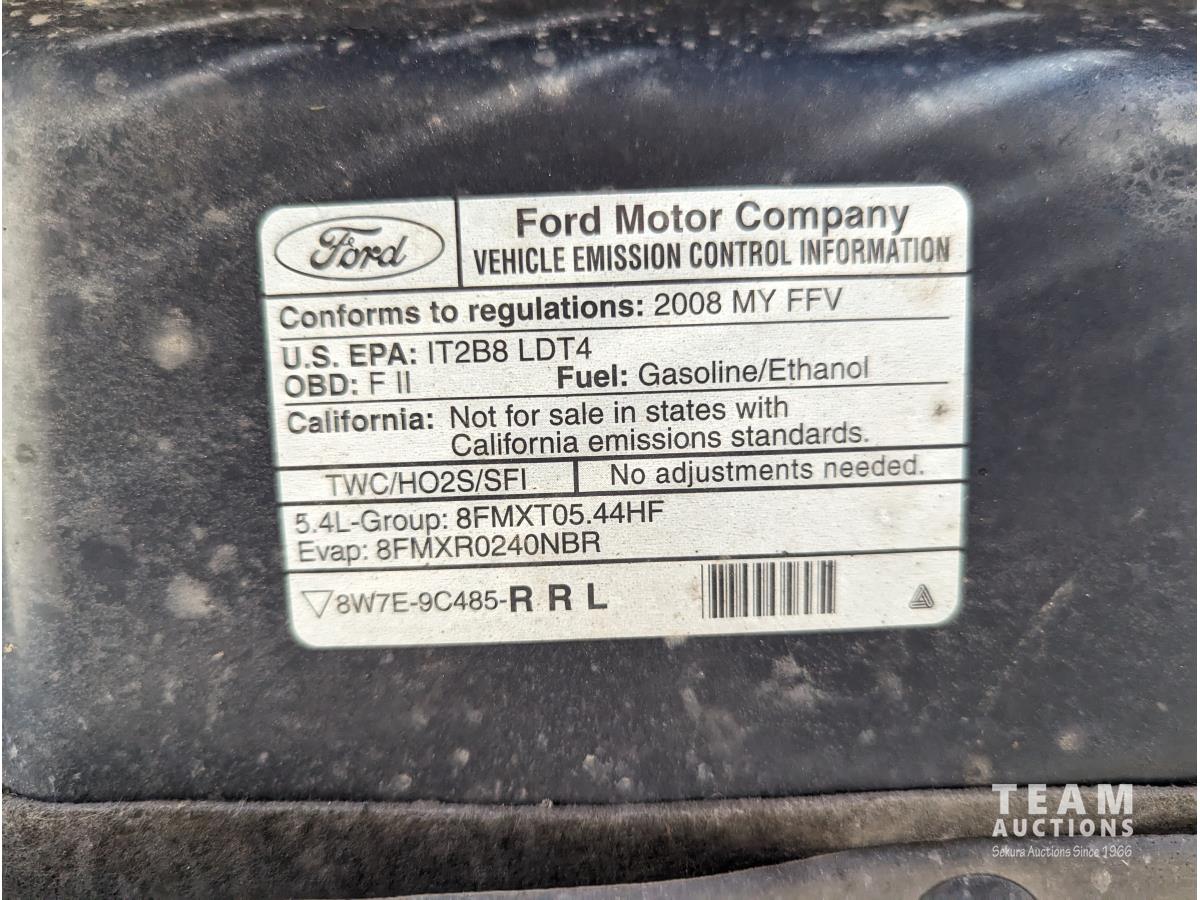 Ford
Ford Motor Company
VEHICLE EMISSION CONTROL INFORMATION
Conforms to regulations: 2008 MY FFV
U.S. EPA: IT2B8 LDT4
OBD: F II Fuel: Gasoline/Ethanol
California: Not for sale in states with
California emissions standards.
TWC/HO2S/SFI No adjustments needed.
5.4L-Group: 8FMXT05.44HF
Evap: 8FMXR0240NBR
▽8W7E-9C485-R R L
TEAM
AUCTIONS
Sekura Auctions Since 1966